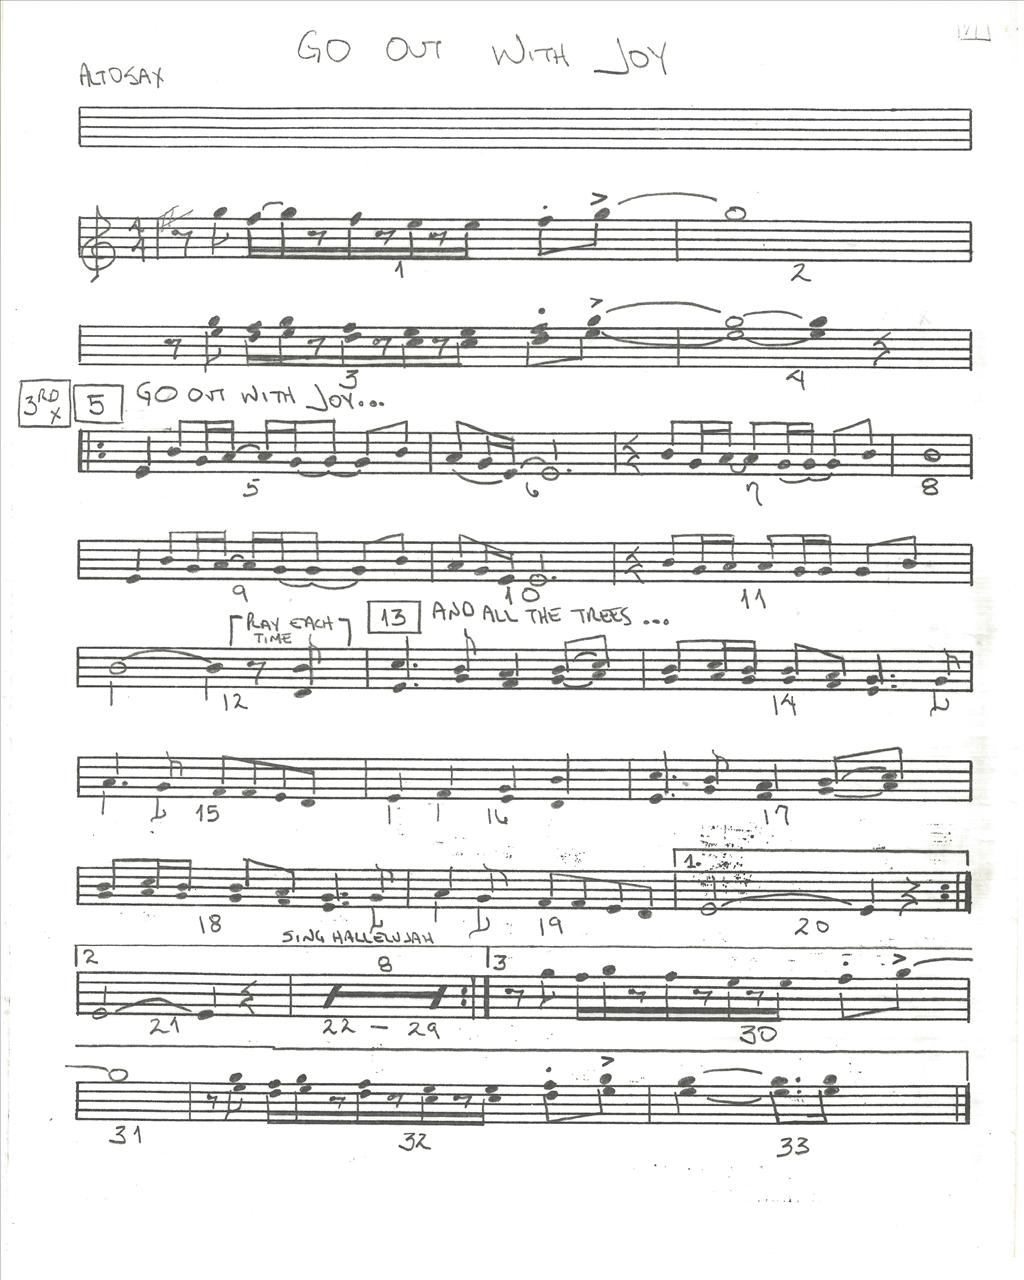 GO OUT WITH JOY
ALTO SAX
4
4
1 2
3 4
3RD X 5 GO OUT WITH JOY...
5 6 7 8
9 10 11
PLAY EACH TIME 13 AND ALL THE TREES...
12 14
15 16 17
1.
18 19 20
SING HALLELUJAH
2 8 3
21 22 - 29 30
31 32 33